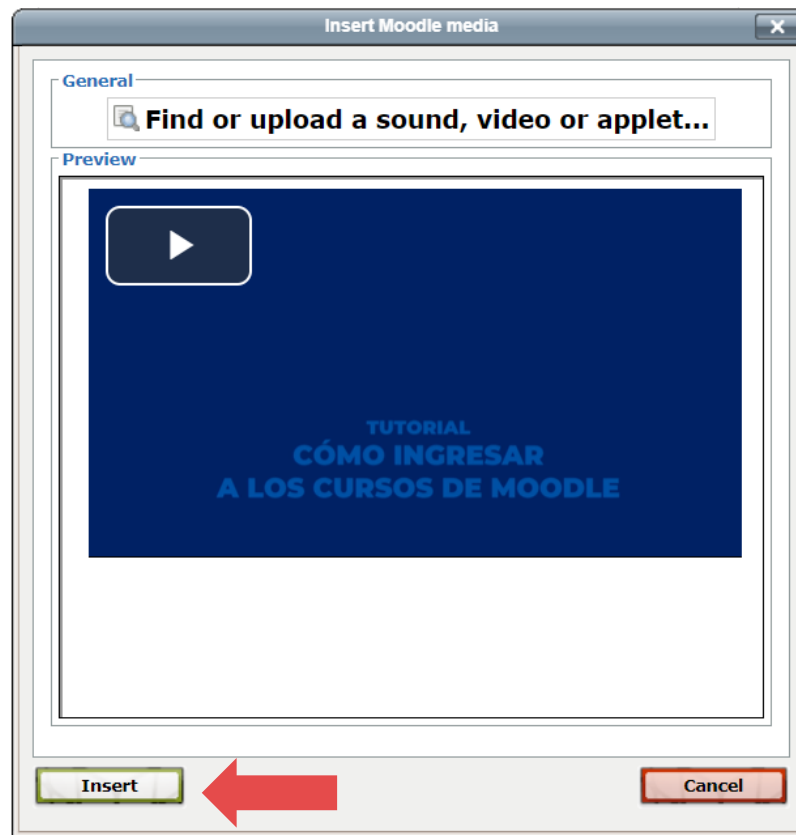 Insert Moodle media
General
Find or upload a sound, video or applet...
Preview
TUTORIAL
CÓMO INGRESAR
A LOS CURSOS DE MOODLE
Insert
Cancel